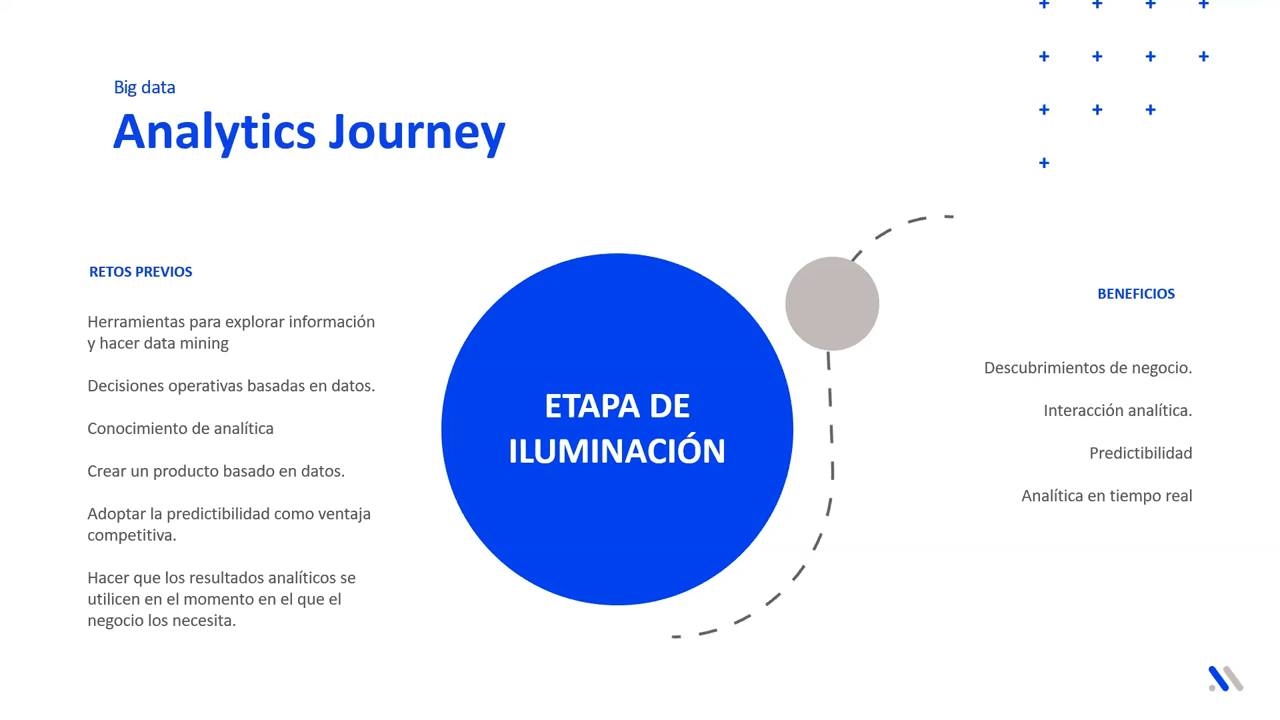 Big data
Analytics Journey
RETOS PREVIOS
Herramientas para explorar información
y hacer data mining
Decisiones operativas basadas en datos.
Conocimiento de analítica
Crear un producto basado en datos.
Adoptar la predictibilidad como ventaja
competitiva.
Hacer que los resultados analíticos se
utilicen en el momento en el que el
negocio los necesita.
ETAPA DE
ILUMINACIÓN
BENEFICIOS
Descubrimientos de negocio.
Interacción analítica.
Predictibilidad
Analítica en tiempo real